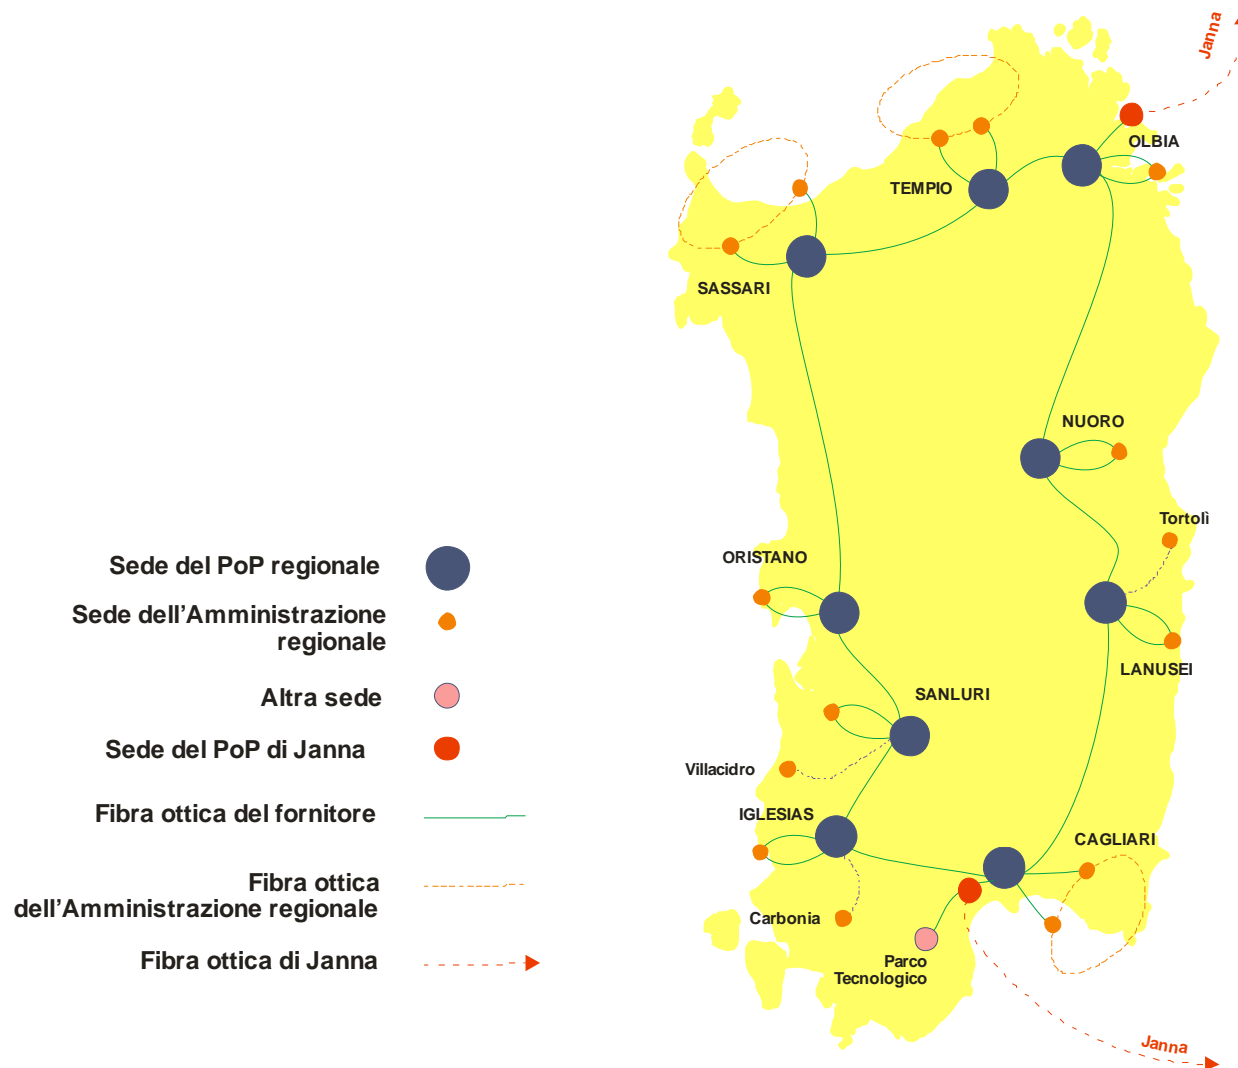 Janna
OLBIA
TEMPIO
SASSARI
NUORO
Tortolì
ORISTANO
LANUSEI
SANLURI
Villacidro
IGLESIAS
CAGLIARI
Carbonia
Parco
Tecnologico
Janna
Sede del PoP regionale
Sede dell’Amministrazione
regionale
Altra sede
Sede del PoP di Janna
Fibra ottica del fornitore
Fibra ottica
dell’Amministrazione regionale
Fibra ottica di Janna